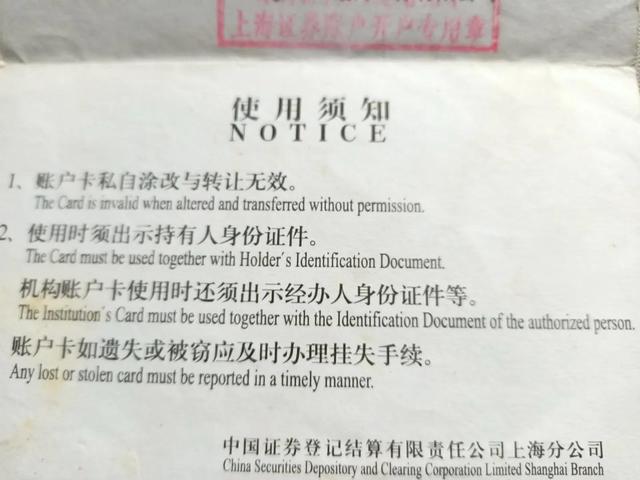 上海证券账户开户专用章
使用须知
NOTICE
1、账户卡私自涂改与转让无效。
The Card is invalid when altered and transferred without permission.
2、使用时须出示持有人身份证件。
The Card must be used together with Holder's Identification Document.
机构账户卡使用时还须出示经办人身份证件等。
The Institution's Card must be used together with the Identification Document of the authorized person.
账户卡如遗失或被窃应及时办理挂失手续。
Any lost or stolen card must be reported in a timely manner.
中国证券登记结算有限责任公司上海分公司
China Securities Depository and Clearing Corporation Limited Shanghai Branch